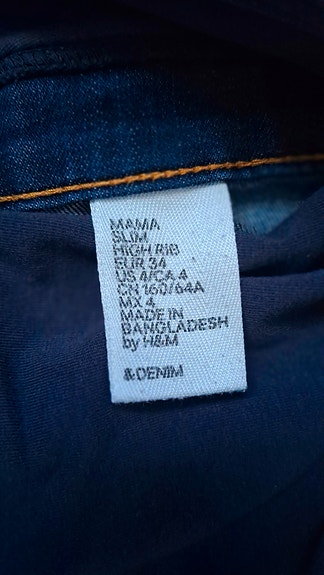 MAMA
SLIM
HIGH RIB
EUR 34
US 4/CA 4
CN 160/64A
MX 4
MADE IN
BANGLADESH
by H&M
&DENIM